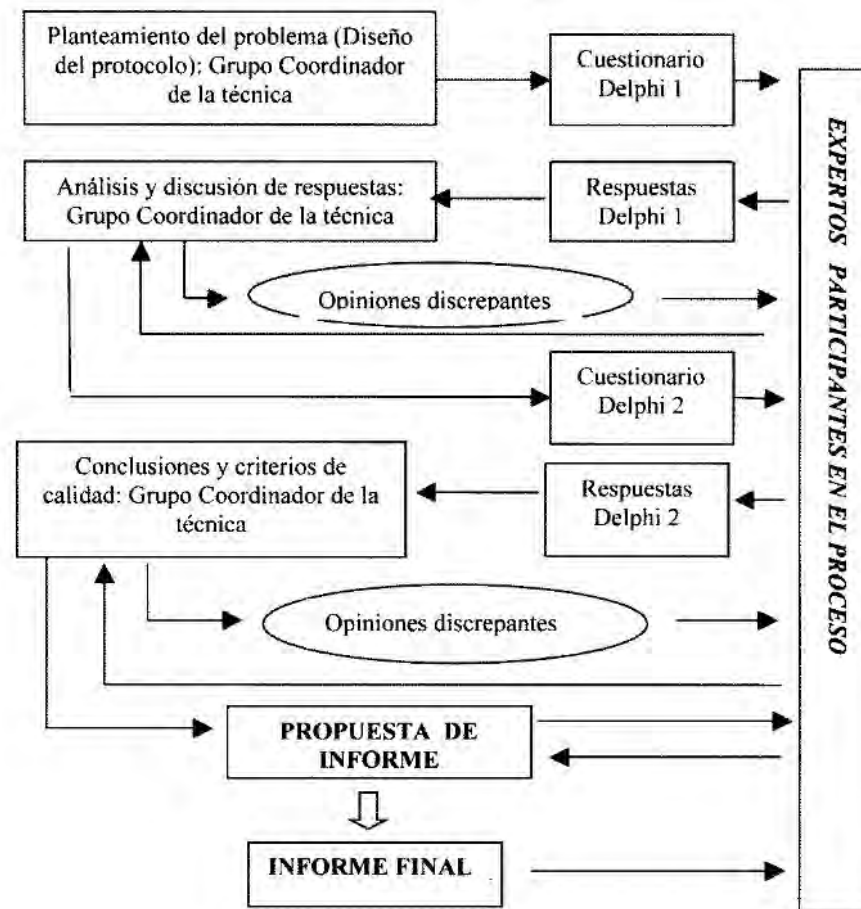 Planteamiento del problema (Diseño
del protocolo): Grupo Coordinador
de la técnica
Cuestionario
Delphi 1
Análisis y discusión de respuestas:
Grupo Coordinador de la técnica
Respuestas
Delphi 1
Opiniones discrepantes
Cuestionario
Delphi 2
Conclusiones y criterios de
calidad: Grupo Coordinador de la
técnica
Respuestas
Delphi 2
Opiniones discrepantes
PROPUESTA DE
INFORME
INFORME FINAL
EXPERTOS PARTICIPANTES EN EL PROCESO